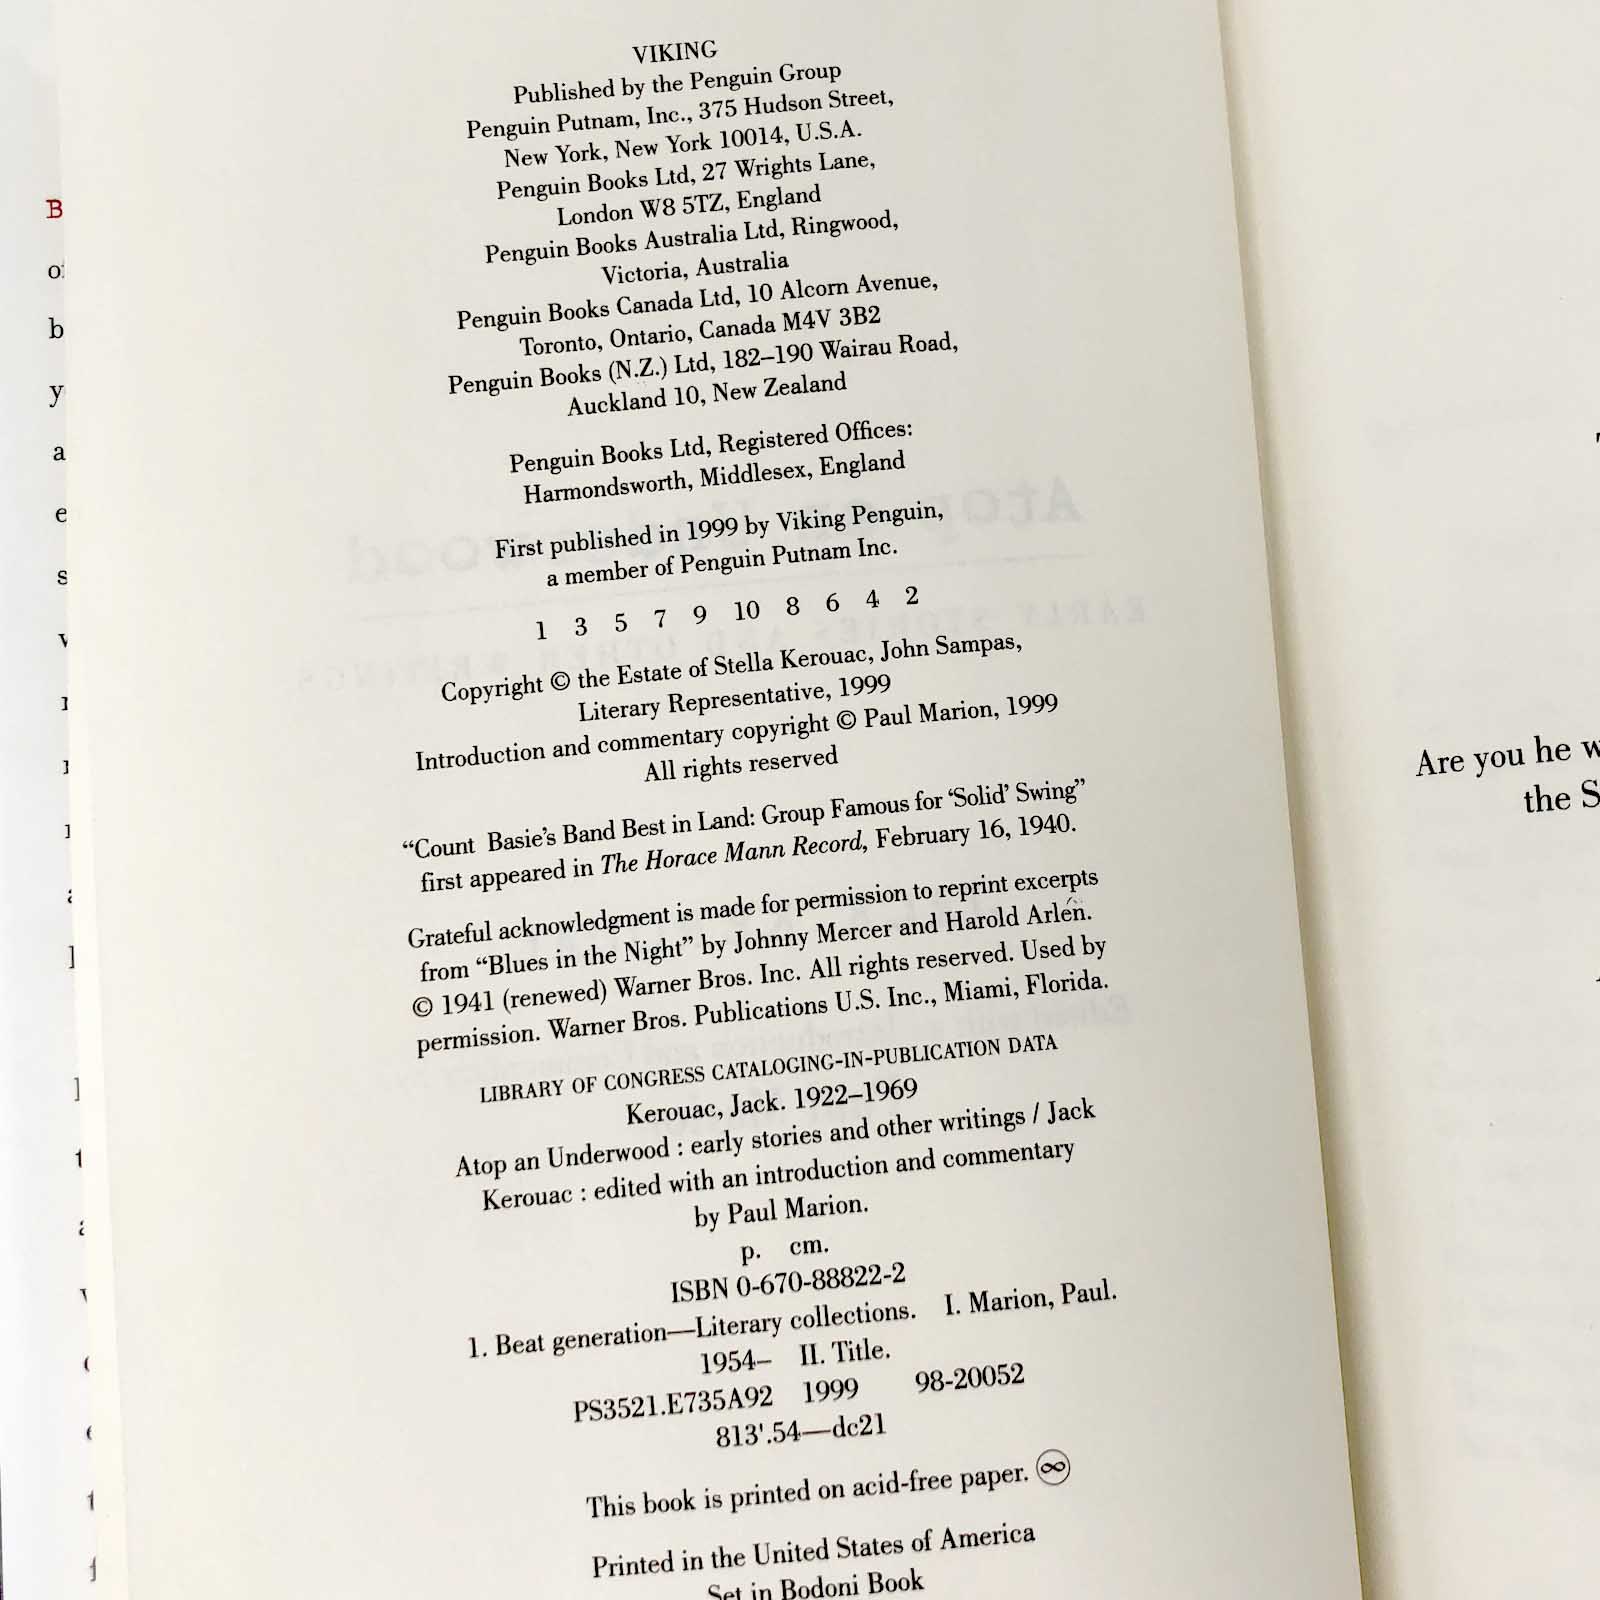 VIKING
Published by the Penguin Group
Penguin Putnam, Inc., 375 Hudson Street,
New York, New York 10014, U.S.A.
Penguin Books Ltd, 27 Wrights Lane,
London W8 5TZ, England
Penguin Books Australia Ltd, Ringwood,
Victoria, Australia
Penguin Books Canada Ltd, 10 Alcorn Avenue,
Toronto, Ontario, Canada M4V 3B2
Penguin Books (N.Z.) Ltd, 182–190 Wairau Road,
Auckland 10, New Zealand
Penguin Books Ltd, Registered Offices:
Harmondsworth, Middlesex, England
First published in 1999 by Viking Penguin,
a member of Penguin Putnam Inc.
1 3 5 7 9 10 8 6 4 2
Copyright © the Estate of Stella Kerouac, John Sampas,
Literary Representative, 1999
Introduction and commentary copyright © Paul Marion, 1999
All rights reserved
“Count Basie’s Band Best in Land: Group Famous for ‘Solid’ Swing”
first appeared in The Horace Mann Record, February 16, 1940.
Grateful acknowledgment is made for permission to reprint excerpts
from “Blues in the Night” by Johnny Mercer and Harold Arlen.
© 1941 (renewed) Warner Bros. Inc. All rights reserved. Used by
permission. Warner Bros. Publications U.S. Inc., Miami, Florida.
LIBRARY OF CONGRESS CATALOGING-IN-PUBLICATION DATA
Kerouac, Jack. 1922–1969
Atop an Underwood : early stories and other writings / Jack
Kerouac : edited with an introduction and commentary
by Paul Marion.
p. cm.
ISBN 0-670-88822-2
1. Beat generation—Literary collections. I. Marion, Paul.
1954– II. Title.
PS3521.E735A92 1999 98-20052
813'.54—dc21
This book is printed on acid-free paper. ∞
Printed in the United States of America
Set in Bodoni Book
Are you he
the